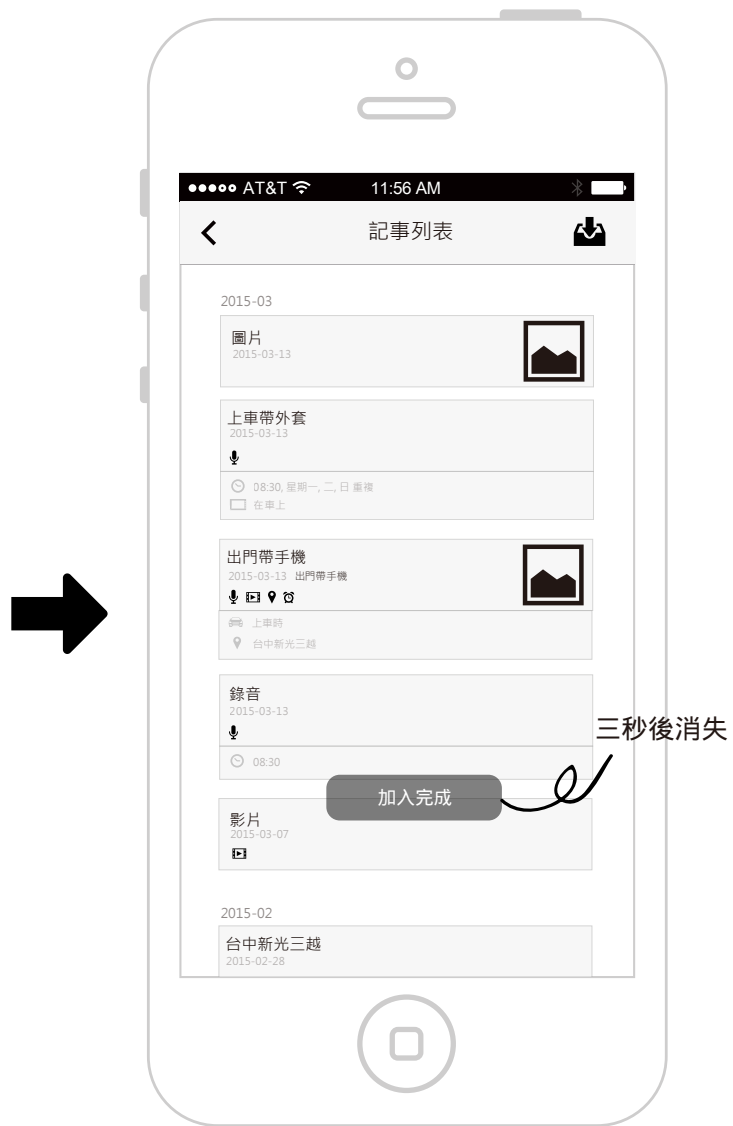 AT&T 11:56 AM
記事列表
2015-03
圖片
2015-03-13
上車帶外套
2015-03-13
08:30, 星期一, 二, 日 重複
在車上
出門帶手機
2015-03-13 出門帶手機
上車時
台中新光三越
錄音
2015-03-13
三秒後消失
08:30
加入完成
影片
2015-03-07
2015-02
台中新光三越
2015-02-28